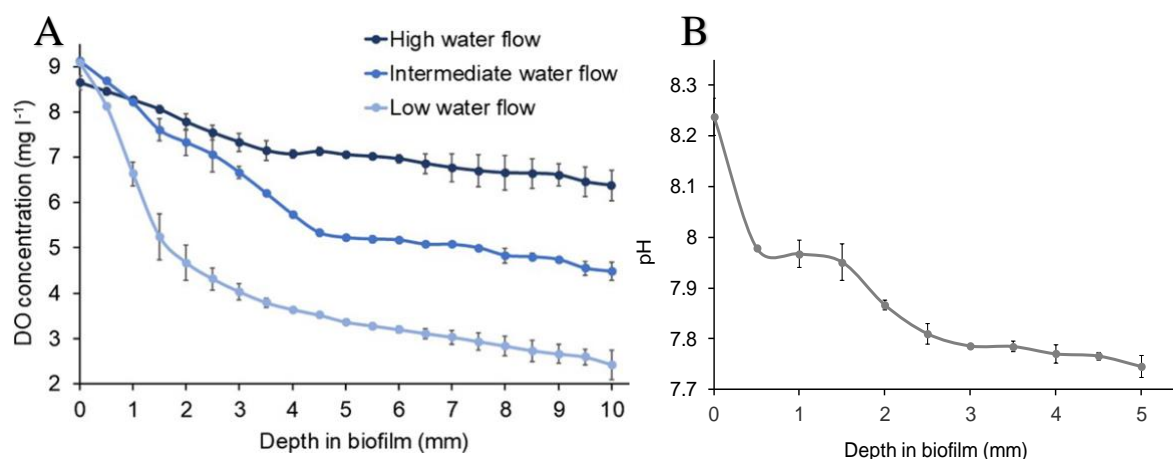 A
High water flow
Intermediate water flow
Low water flow
DO concentration (mg l⁻¹)
9
8
7
6
5
4
3
2
0 1 2 3 4 5 6 7 8 9 10
Depth in biofilm (mm)
B
pH
8.3
8.2
8.1
8
7.9
7.8
7.7
0 1 2 3 4 5
Depth in biofilm (mm)